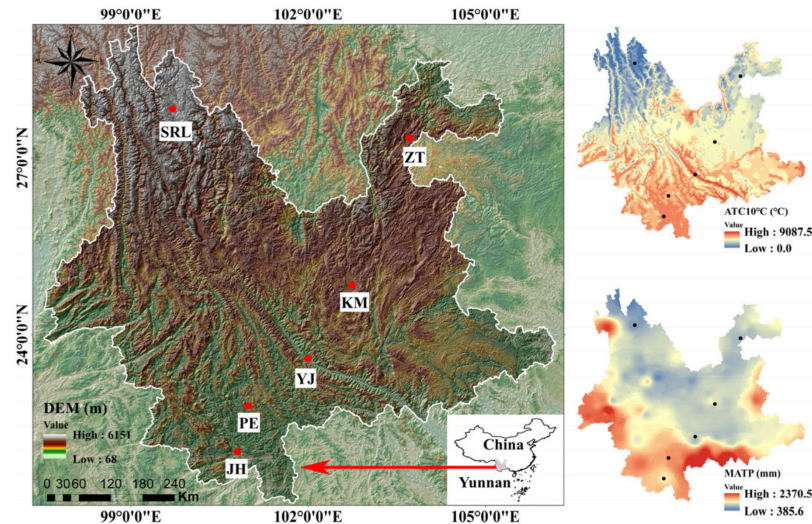 99°0'0"E 102°0'0"E 105°0'0"E
27°0'0"N
24°0'0"N
SRL
ZT
KM
YJ
PE
JH
DEM (m)
Value
High : 6151
Low : 68
0 30 60 120 180 240
Km
China
Yunnan
99°0'0"E 102°0'0"E 105°0'0"E
ATC10℃ (℃)
Value
High : 9087.5
Low : 0.0
MATP (mm)
Value
High : 2370.5
Low : 385.6